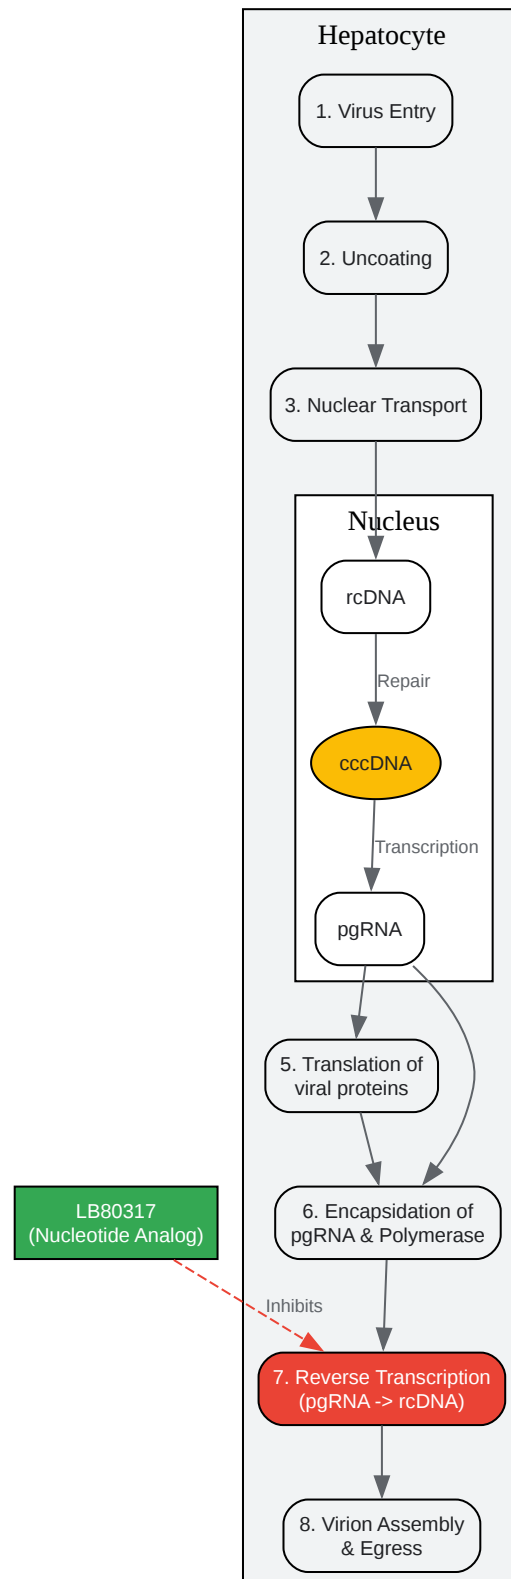 Hepatocyte
1. Virus Entry
2. Uncoating
3. Nuclear Transport
Nucleus
rcDNA
Repair
cccDNA
Transcription
pgRNA
5. Translation of
viral proteins
LB80317
(Nucleotide Analog)
6. Encapsidation of
pgRNA & Polymerase
Inhibits
7. Reverse Transcription
(pgRNA -> rcDNA)
8. Virion Assembly
& Egress